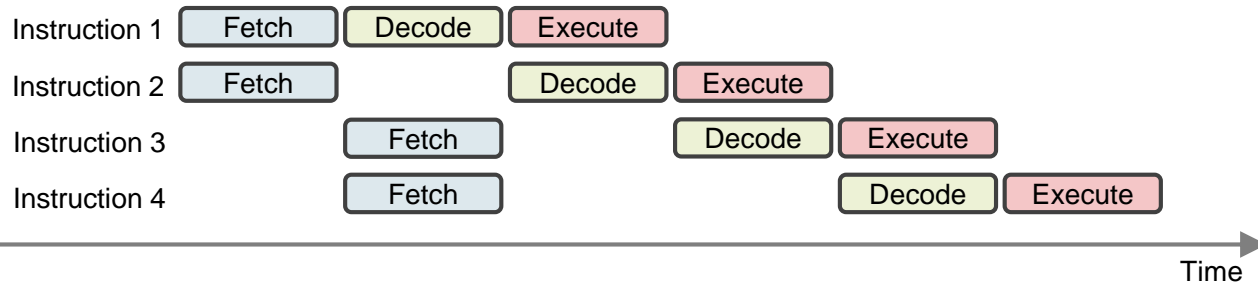 Instruction 1 Fetch Decode Execute
Instruction 2 Fetch Decode Execute
Instruction 3 Fetch Decode Execute
Instruction 4 Fetch Decode Execute
Time